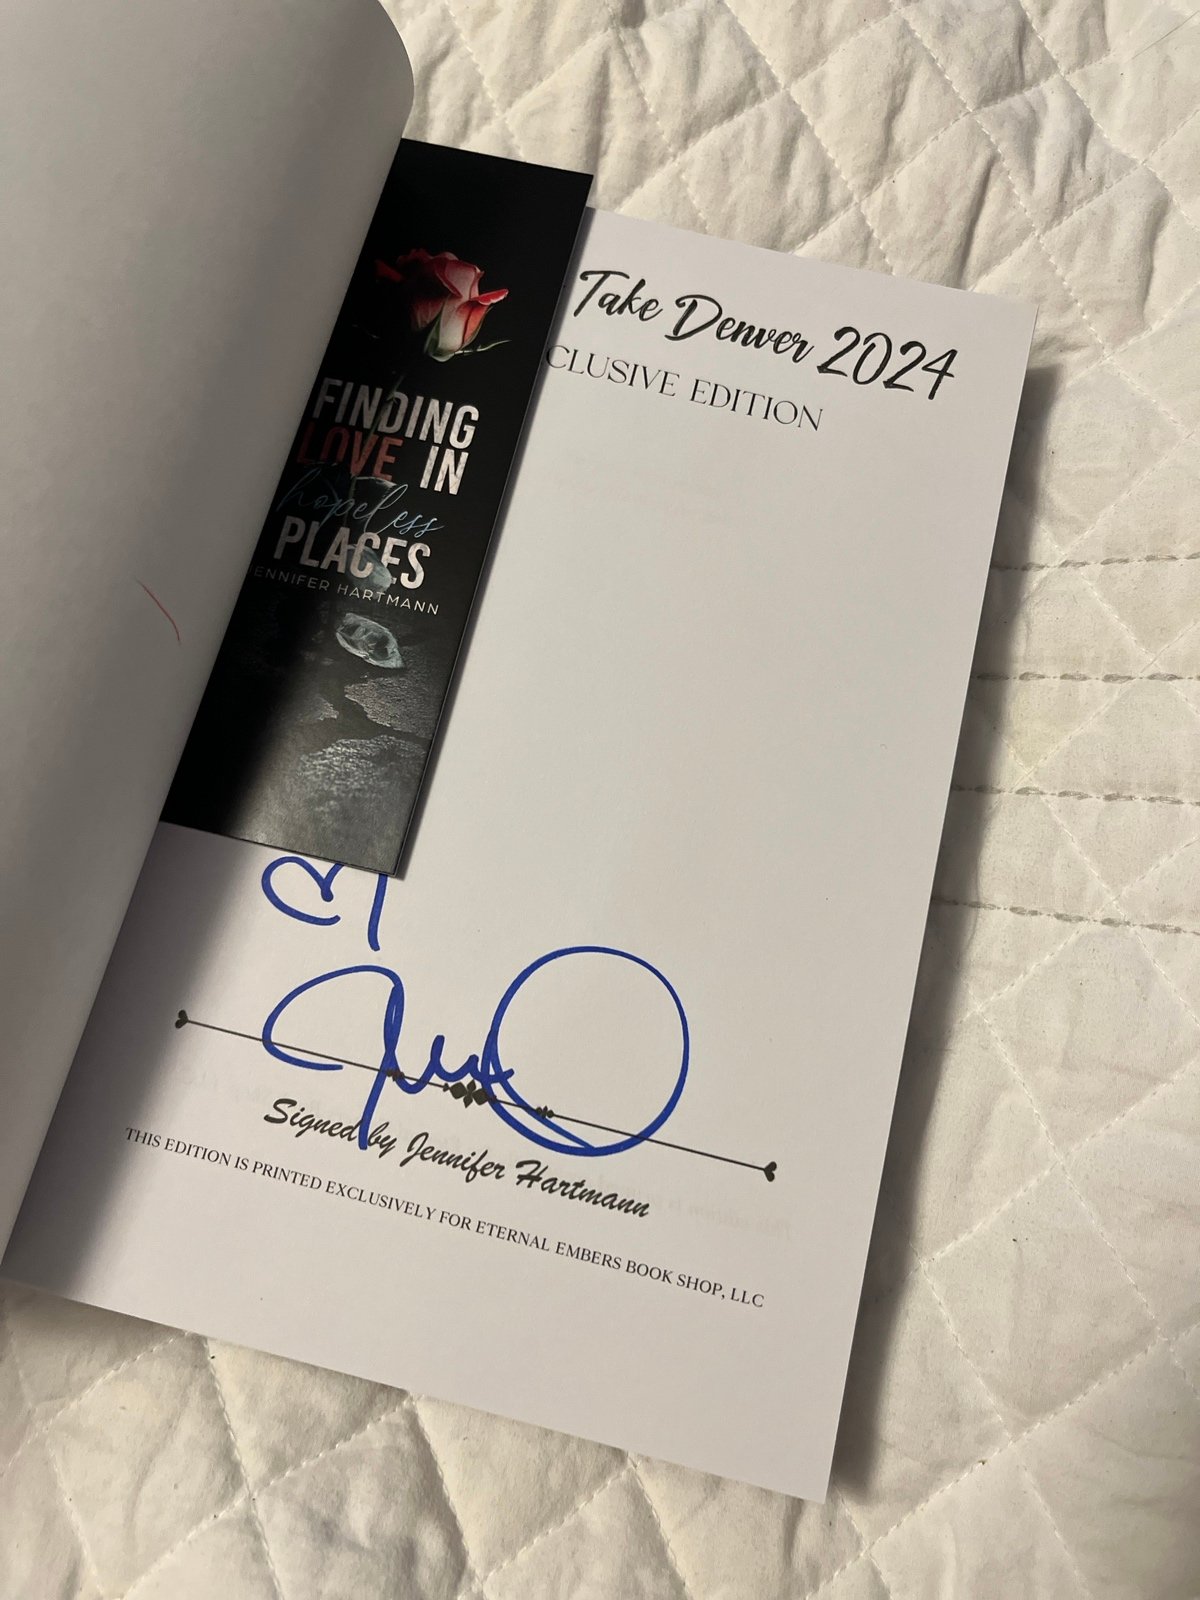 FINDING
LOVE IN
hopeless
PLACES
ENNIFER HARTMANN
Take Denver 2024
CLUSIVE EDITION
Signed by Jennifer Hartmann
THIS EDITION IS PRINTED EXCLUSIVELY FOR ETERNAL EMBERS BOOK SHOP, LLC